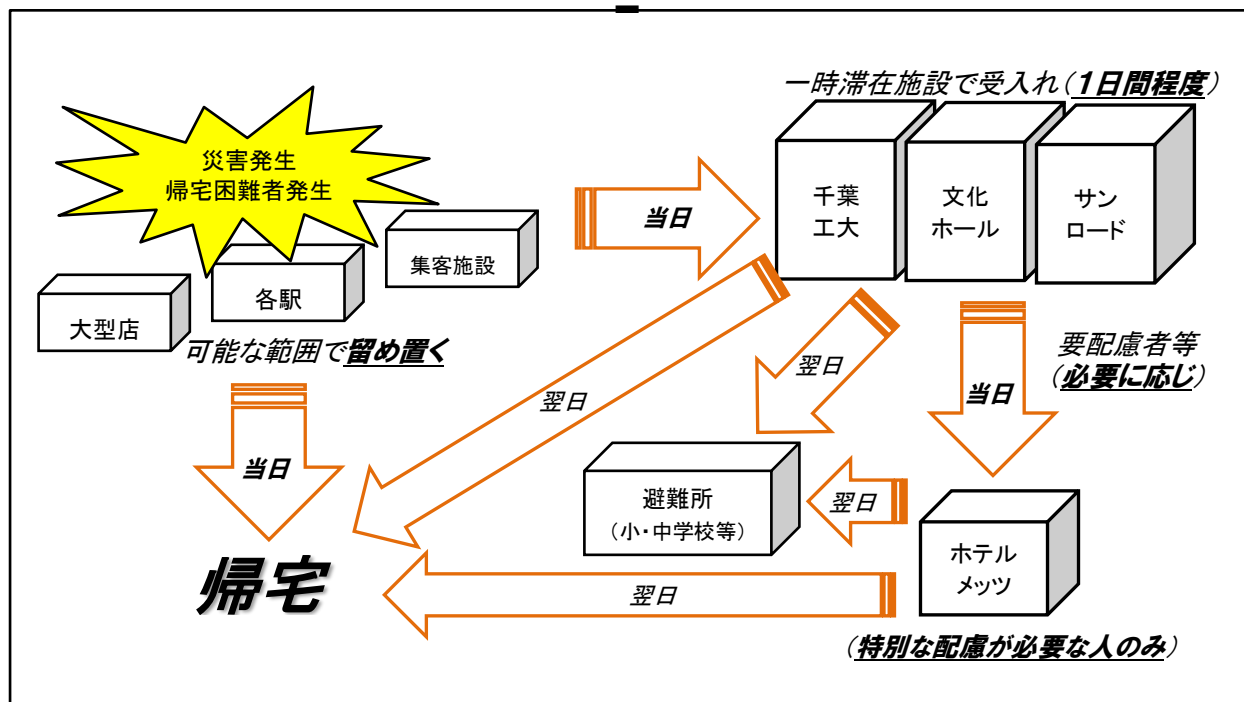 一時滞在施設で受入れ（１日間程度）
災害発生
帰宅困難者発生
千葉
工大
文化
ホール
サン
ロード
当日
集客施設
各駅
大型店
可能な範囲で留め置く
要配慮者等
（必要に応じ）
翌日
翌日
当日
当日
避難所
（小・中学校等）
翌日
ホテル
メッツ
帰宅
翌日
（特別な配慮が必要な人のみ）